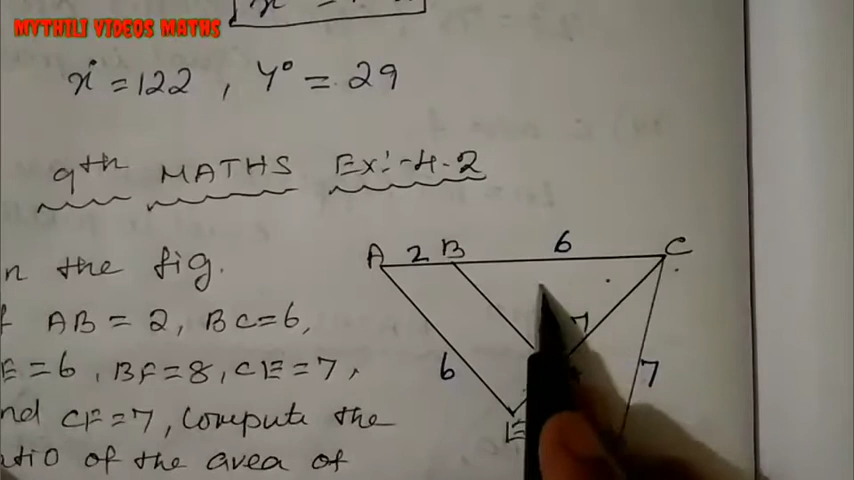 MYTHILI VIDEOS MATHS
x° = 122 , y° = 29
9th MATHS Ex:-4.2
n the fig.
AB = 2, BC=6,
E=6, BF=8, CE=7,
nd CF=7, Compute the
atio of the area of
A 2 B 6 C
7
6 7
E